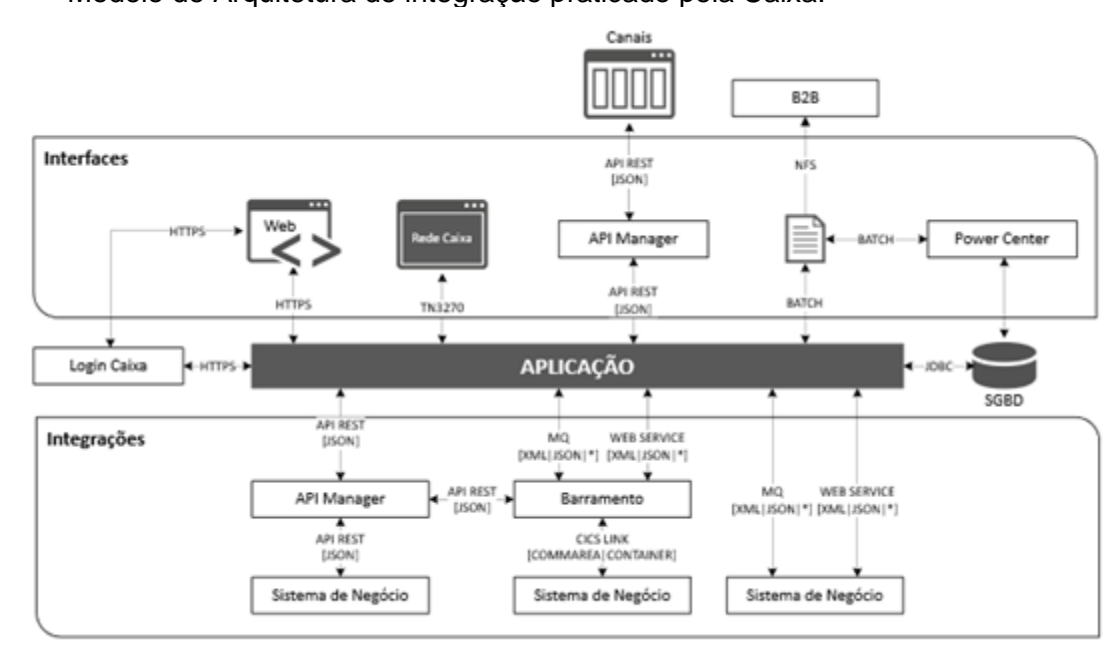 Modelo de Arquitetura de integração praticado pela Caixa:
Canais
B2B
Interfaces
API REST
[JSON]
NFS
Web
HTTPS
Rede Caixa
API Manager
BATCH
Power Center
HTTPS
TN3270
API REST
[JSON]
BATCH
Login Caixa
HTTPS
APLICAÇÃO
JDBC
SGBD
Integrações
API REST
[JSON]
MQ
[XML|JSON|*]
WEB SERVICE
[XML|JSON|*]
API Manager
API REST
[JSON]
Barramento
MQ
[XML|JSON|*]
WEB SERVICE
[XML|JSON|*]
API REST
[JSON]
CICS LINK
[COMMAREA|CONTAINER]
Sistema de Negócio
Sistema de Negócio
Sistema de Negócio